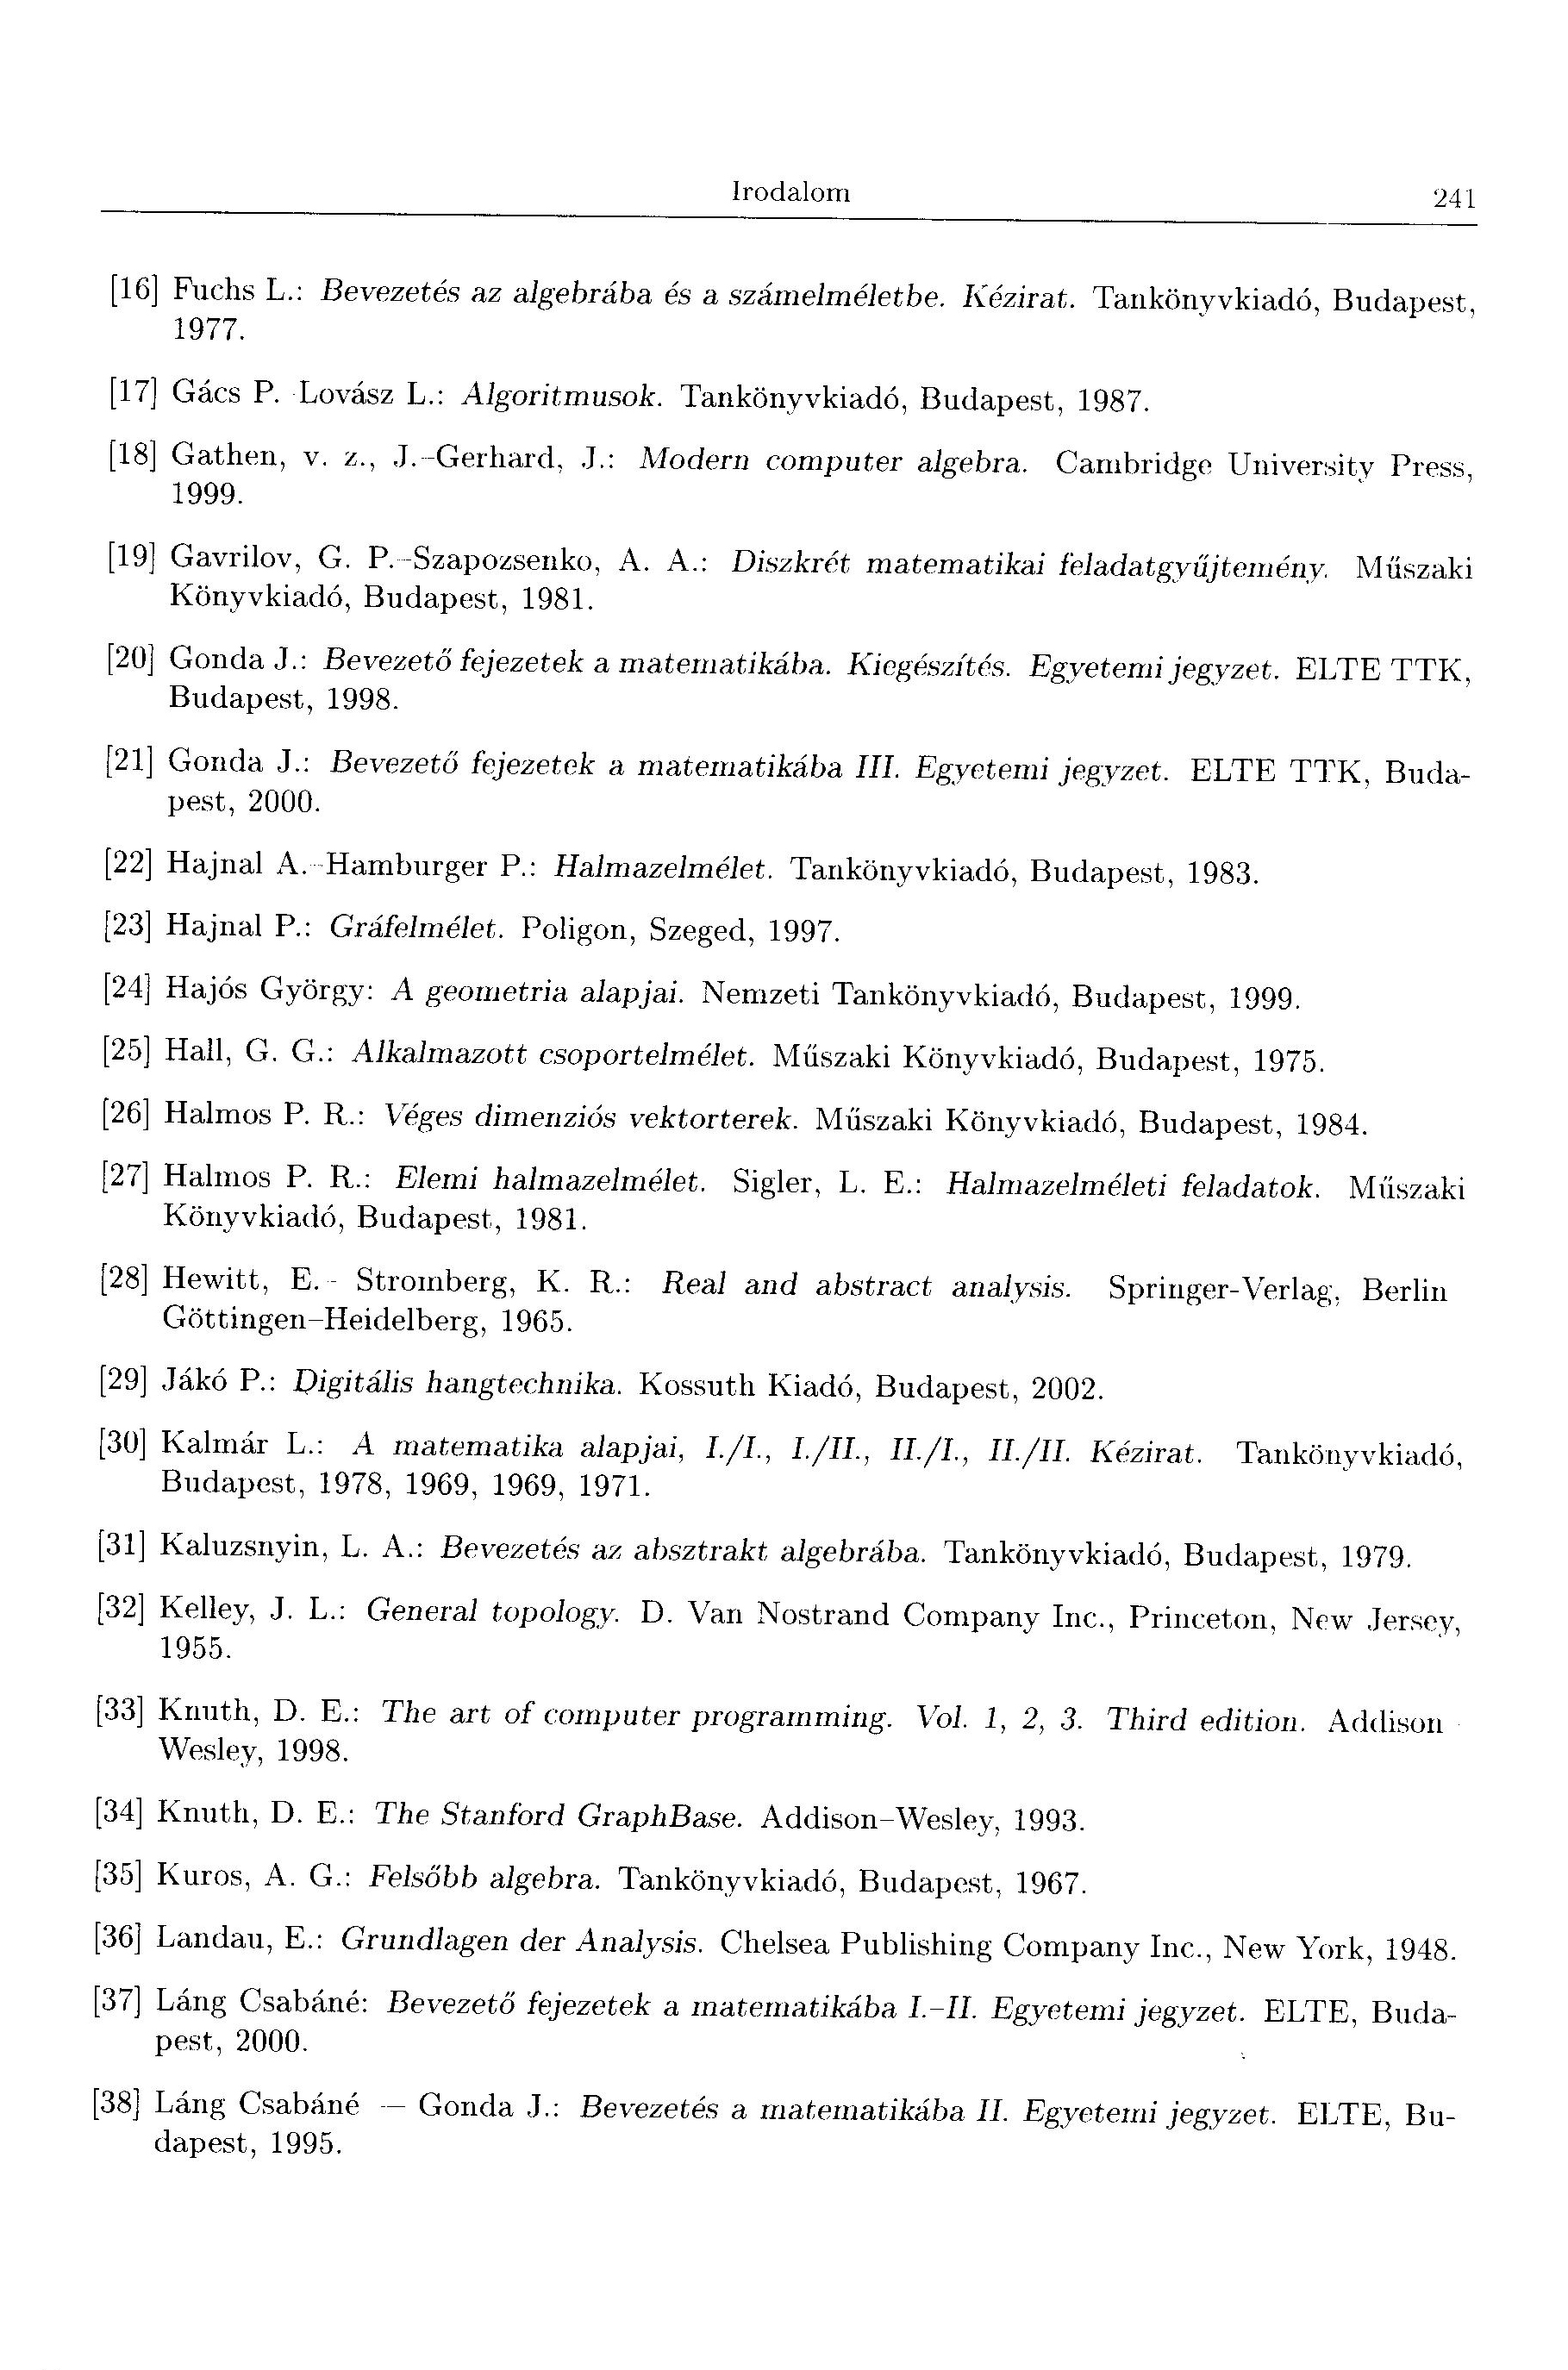 Irodalom 241
[16] Fuchs L.: Bevezetés az algebrába és a számelméletbe. Kézirat. Tankönyvkiadó, Budapest,
1977.
[17] Gács P. Lovász L.: Algoritmusok. Tankönyvkiadó, Budapest, 1987.
[18] Gathen, v. z., J.–Gerhard, J.: Modern computer algebra. Cambridge University Press,
1999.
[19] Gavrilov, G. P.–Szapozsenko, A. A.: Diszkrét matematikai feladatgyűjtemény. Műszaki
Könyvkiadó, Budapest, 1981.
[20] Gonda J.: Bevezető fejezetek a matematikába. Kiegészítés. Egyetemi jegyzet. ELTE TTK,
Budapest, 1998.
[21] Gonda J.: Bevezető fejezetek a matematikába III. Egyetemi jegyzet. ELTE TTK, Buda-
pest, 2000.
[22] Hajnal A.–Hamburger P.: Halmazelmélet. Tankönyvkiadó, Budapest, 1983.
[23] Hajnal P.: Gráfelmélet. Poligon, Szeged, 1997.
[24] Hajós György: A geometria alapjai. Nemzeti Tankönyvkiadó, Budapest, 1999.
[25] Hall, G. G.: Alkalmazott csoportelmélet. Műszaki Könyvkiadó, Budapest, 1975.
[26] Halmos P. R.: Véges dimenziós vektorterek. Műszaki Könyvkiadó, Budapest, 1984.
[27] Halmos P. R.: Elemi halmazelmélet. Sigler, L. E.: Halmazelméleti feladatok. Műszaki
Könyvkiadó, Budapest, 1981.
[28] Hewitt, E. - Stromberg, K. R.: Real and abstract analysis. Springer-Verlag, Berlin
Göttingen–Heidelberg, 1965.
[29] Jákó P.: Digitális hangtechnika. Kossuth Kiadó, Budapest, 2002.
[30] Kalmár L.: A matematika alapjai, I./I., I./II., II./I., II./II. Kézirat. Tankönyvkiadó,
Budapest, 1978, 1969, 1969, 1971.
[31] Kaluzsnyin, L. A.: Bevezetés az absztrakt algebrába. Tankönyvkiadó, Budapest, 1979.
[32] Kelley, J. L.: General topology. D. Van Nostrand Company Inc., Princeton, New Jersey,
1955.
[33] Knuth, D. E.: The art of computer programming. Vol. 1, 2, 3. Third edition. Addison
Wesley, 1998.
[34] Knuth, D. E.: The Stanford GraphBase. Addison–Wesley, 1993.
[35] Kuros, A. G.: Felsőbb algebra. Tankönyvkiadó, Budapest, 1967.
[36] Landau, E.: Grundlagen der Analysis. Chelsea Publishing Company Inc., New York, 1948.
[37] Láng Csabáné: Bevezető fejezetek a matematikába I.–II. Egyetemi jegyzet. ELTE, Buda-
pest, 2000.
[38] Láng Csabáné — Gonda J.: Bevezetés a matematikába II. Egyetemi jegyzet. ELTE, Bu-
dapest, 1995.